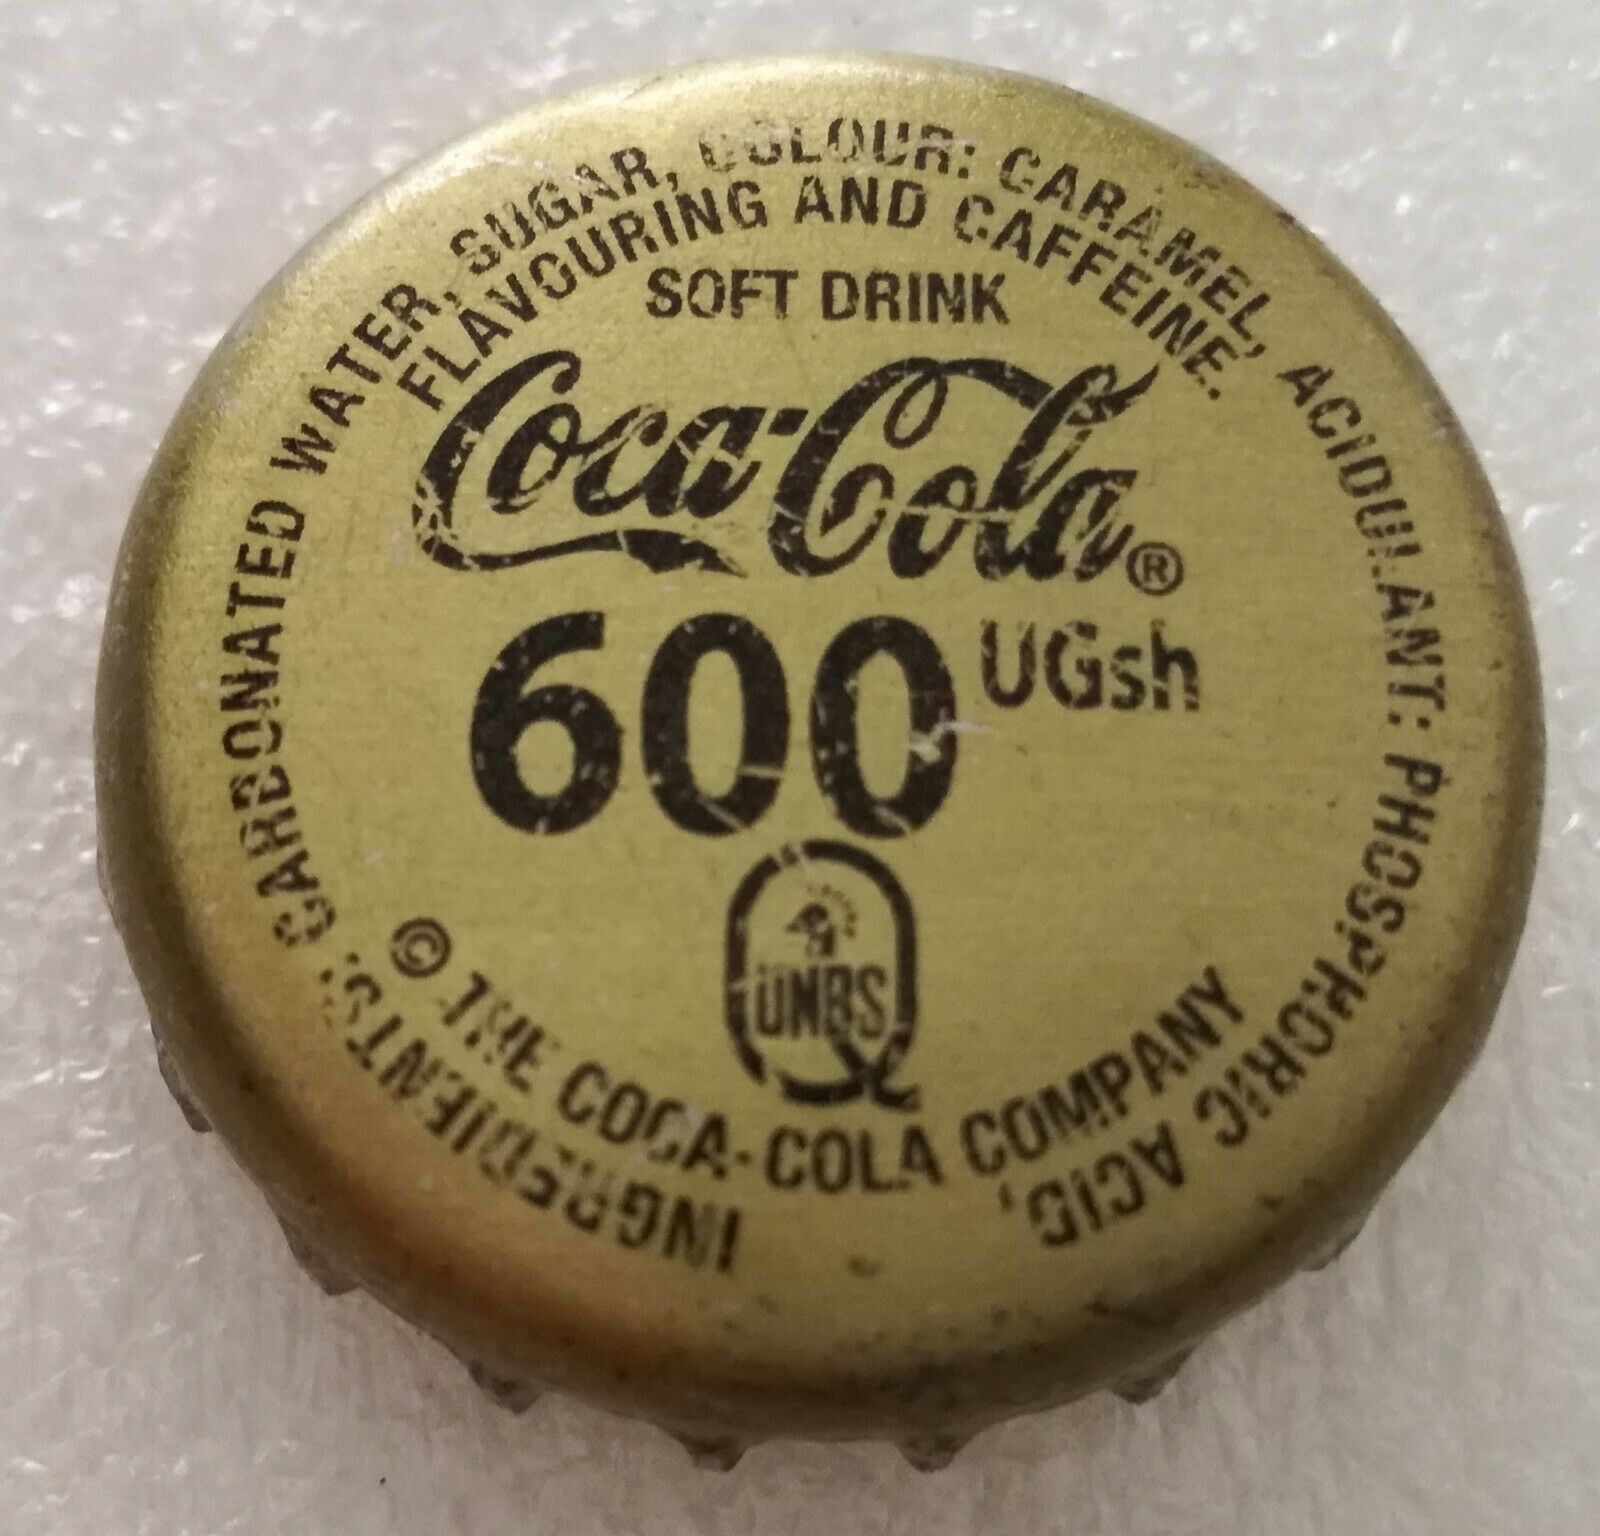 INGREDIENTS: CARBONATED WATER, SUGAR, COLOUR: CARAMEL, ACIDULANT: PHOSPHORIC ACID,
FLAVOURING AND CAFFEINE.
SOFT DRINK
Coca-Cola®
600 UGsh
UNBS
© THE COCA-COLA COMPANY